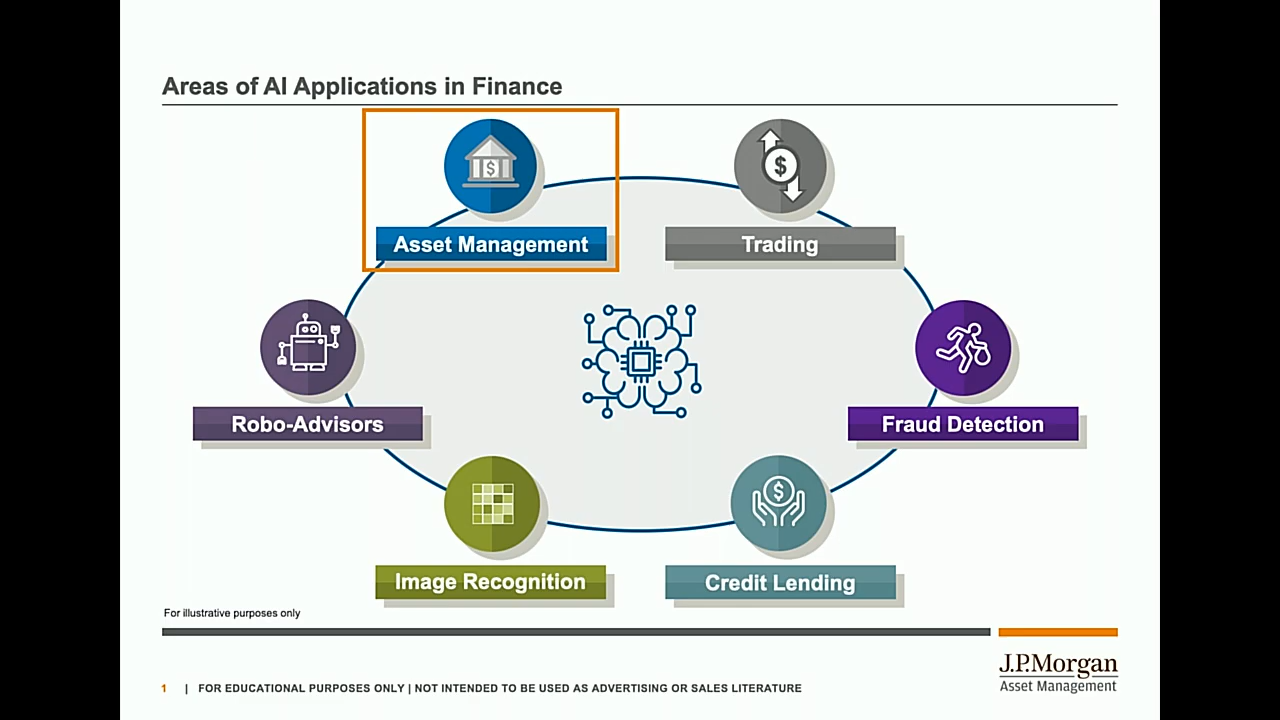 Areas of AI Applications in Finance
$
$
Asset Management
Trading
Robo-Advisors
Fraud Detection
$
Image Recognition
Credit Lending
For illustrative purposes only
J.P.Morgan
Asset Management
1 | FOR EDUCATIONAL PURPOSES ONLY | NOT INTENDED TO BE USED AS ADVERTISING OR SALES LITERATURE